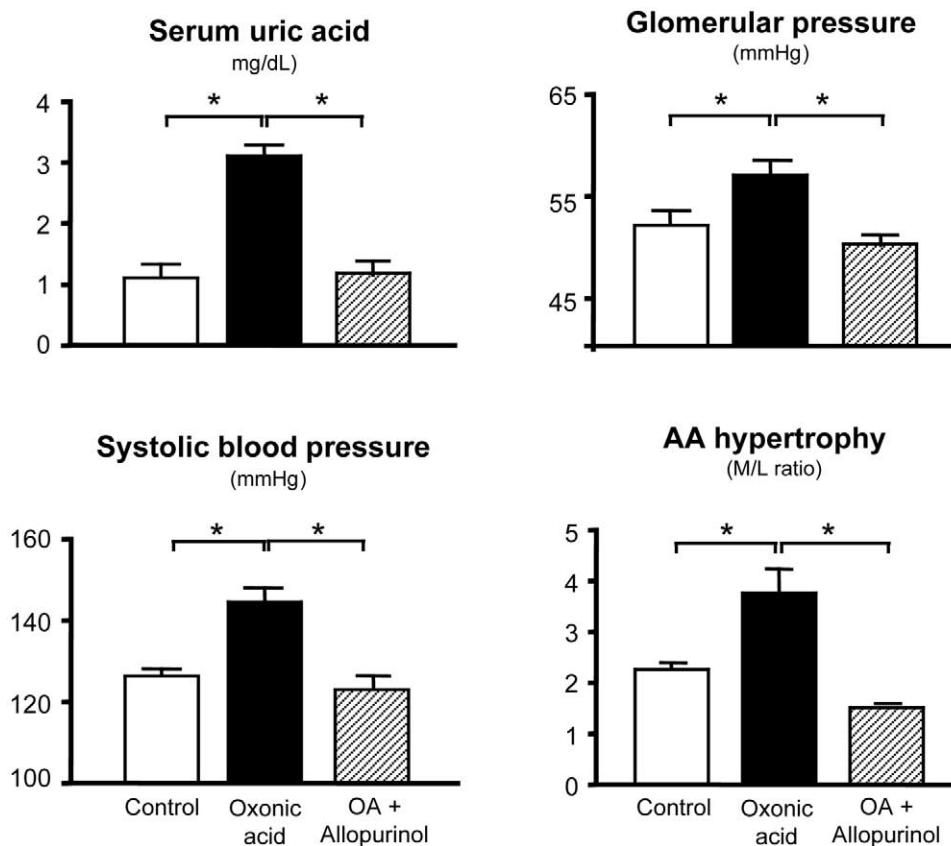 Serum uric acid
mg/dL)
4
3
2
1
0
* *
Glomerular pressure
(mmHg)
65
55
45
* *
Systolic blood pressure
(mmHg)
160
140
120
100
* *
Control
Oxonic
acid
OA +
Allopurinol
AA hypertrophy
(M/L ratio)
5
4
3
2
1
0
* *
Control
Oxonic
acid
OA +
Allopurinol